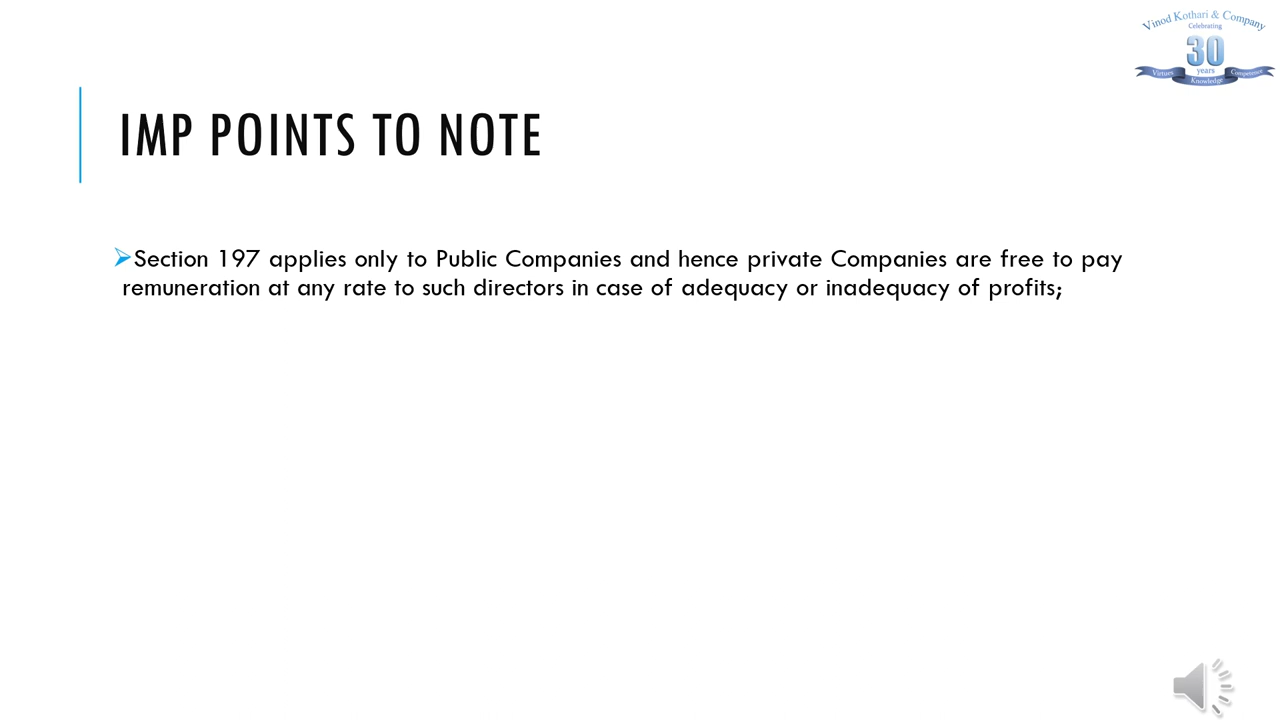 Vinod Kothari & Company
Celebrating
30
years
Virtues Knowledge Competence
IMP POINTS TO NOTE
Section 197 applies only to Public Companies and hence private Companies are free to pay
remuneration at any rate to such directors in case of adequacy or inadequacy of profits;